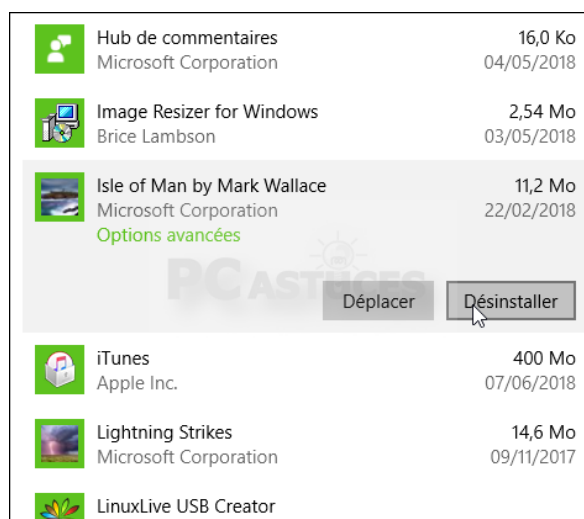 Hub de commentaires 16,0 Ko
Microsoft Corporation 04/05/2018
Image Resizer for Windows 2,54 Mo
Brice Lambson 03/05/2018
Isle of Man by Mark Wallace 11,2 Mo
Microsoft Corporation 22/02/2018
Options avancées
PC ASTUCES
Déplacer Désinstaller
iTunes 400 Mo
Apple Inc. 07/06/2018
Lightning Strikes 14,6 Mo
Microsoft Corporation 09/11/2017
LinuxLive USB Creator